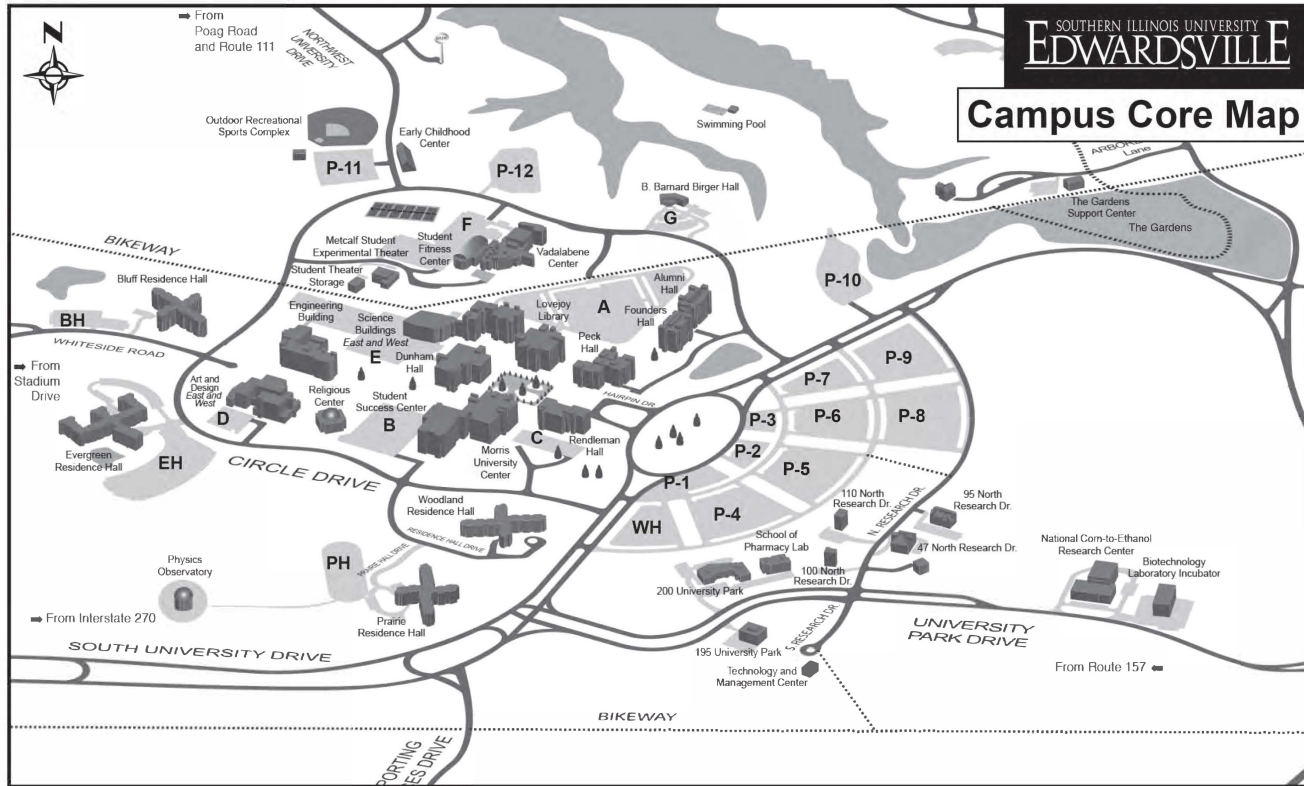 ➡ From
Poag Road
and Route 111
N
NORTHWEST
UNIVERSITY
DRIVE
SOUTHERN ILLINOIS UNIVERSITY
EDWARDSVILLE
Campus Core Map
Outdoor Recreational
Sports Complex
P-11
Early Childhood
Center
P-12
Swimming Pool
B. Barnard Birger Hall
G
Lane
The Gardens
Support Center
The Gardens
BIKEWAY
Metcalf Student
Experimental Theater
Student
Fitness
Center
F
Vadalabene
Center
Student Theater
Storage
P-10
Bluff Residence Hall
BH
WHITESIDE ROAD
Engineering
Building
Science
Buildings
East and West
E
Lovejoy
Library
A
Alumni
Hall
Founders
Hall
Peck
Hall
Dunham
Hall
➡ From
Stadium
Drive
Art and
Design
East and
West
D
Religious
Center
Student
Success Center
B
HAIRPIN DR.
Morris
University
Center
C
Rendleman
Hall
P-9
P-7
P-8
P-6
P-3
P-2
P-5
P-1
P-4
WH
Evergreen
Residence Hall
EH
CIRCLE DRIVE
Woodland
Residence Hall
RESIDENCE HALL DRIVE
PRAIRIE HALL DRIVE
PH
Physics
Observatory
Prairie
Residence Hall
➡ From Interstate 270
SOUTH UNIVERSITY DRIVE
110 North
Research Dr.
N. RESEARCH DR.
95 North
Research Dr.
School of
Pharmacy Lab
47 North Research Dr.
100 North
Research Dr.
200 University Park
National Corn-to-Ethanol
Research Center
Biotechnology
Laboratory Incubator
UNIVERSITY
PARK DRIVE
195 University Park
S. RESEARCH DR.
Technology and
Management Center
From Route 157 ⬅
BIKEWAY